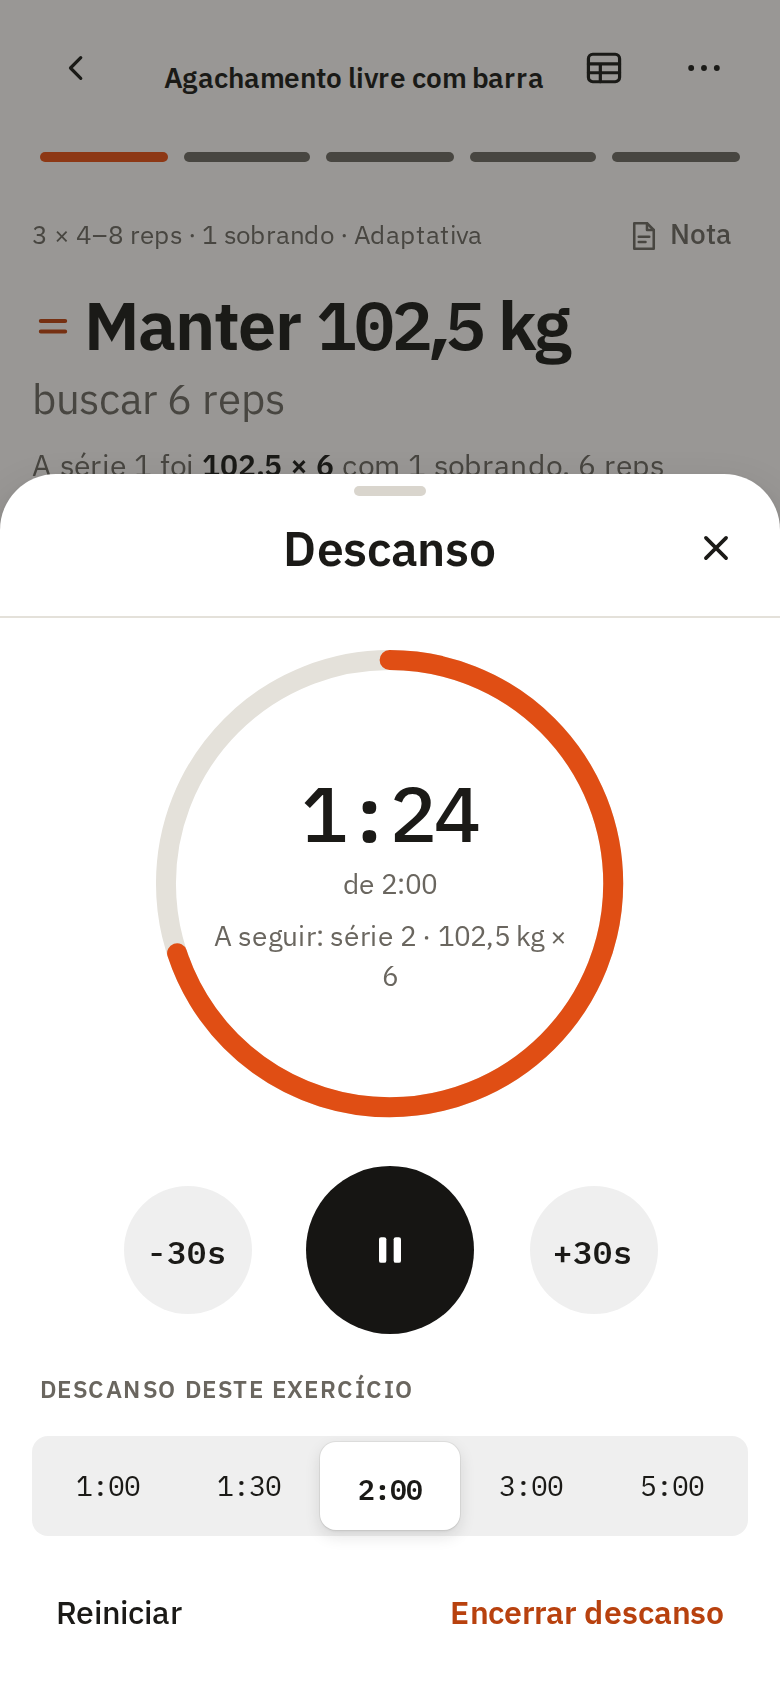 Agachamento livre com barra
3 × 4–8 reps · 1 sobrando · Adaptativa
Nota
= Manter 102,5 kg
buscar 6 reps
A série 1 foi 102,5 × 6 com 1 sobrando. 6 reps
Descanso
1:24
de 2:00
A seguir: série 2 · 102,5 kg ×
6
-30s
+30s
DESCANSO DESTE EXERCÍCIO
1:00 1:30 2:00 3:00 5:00
Reiniciar
Encerrar descanso